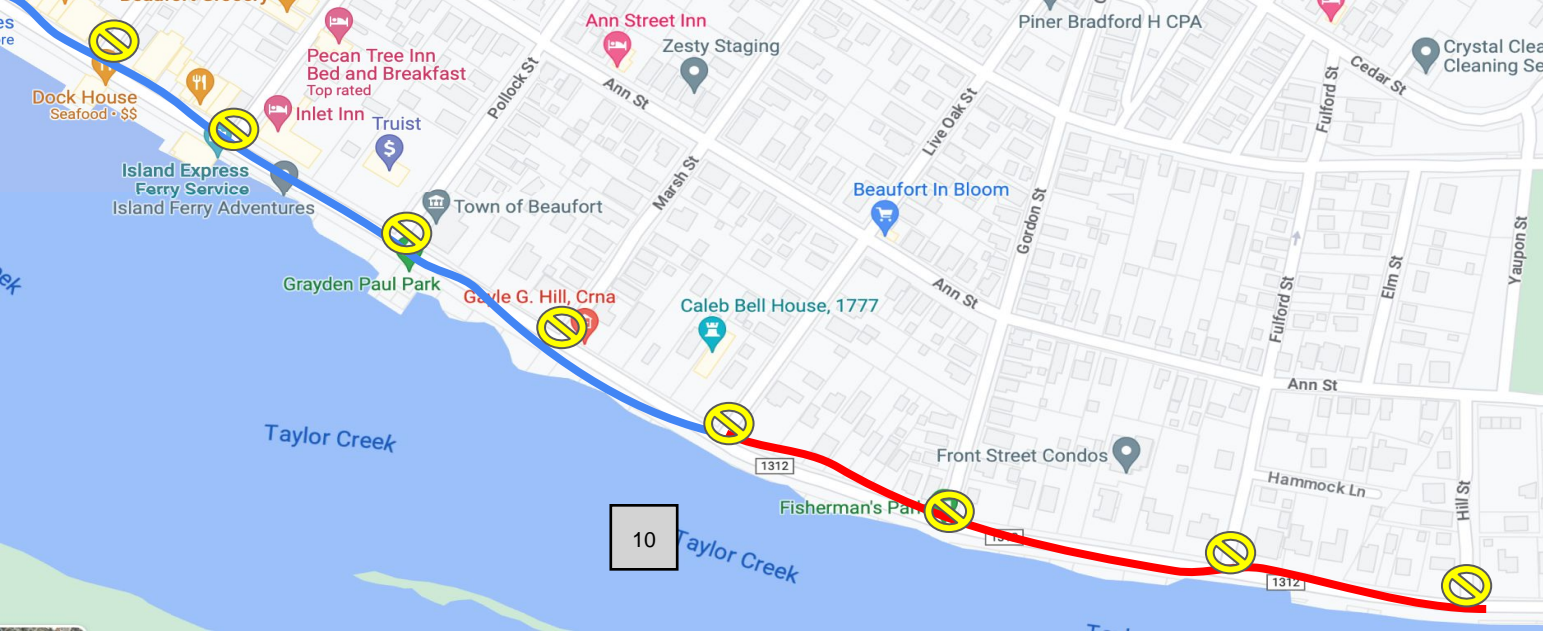 Piner Bradford H CPA
Ann Street Inn
Zesty Staging
Crystal Clea
Cleaning Se
Cedar St
Pecan Tree Inn
Bed and Breakfast
Top rated
Pollock St
Ann St
Fulford St
Dock House
Seafood • $$
Inlet Inn
Truist
Live Oak St
Island Express
Ferry Service
Island Ferry Adventures
Marsh St
Beaufort In Bloom
Town of Beaufort
Gordon St
Yaupon St
Grayden Paul Park
Gayle G. Hill, Crna
Caleb Bell House, 1777
Ann St
Fulford St
Elm St
Ann St
Taylor Creek
1312
Front Street Condos
Hammock Ln
Hill St
Fisherman's Park
10
Taylor Creek
1312